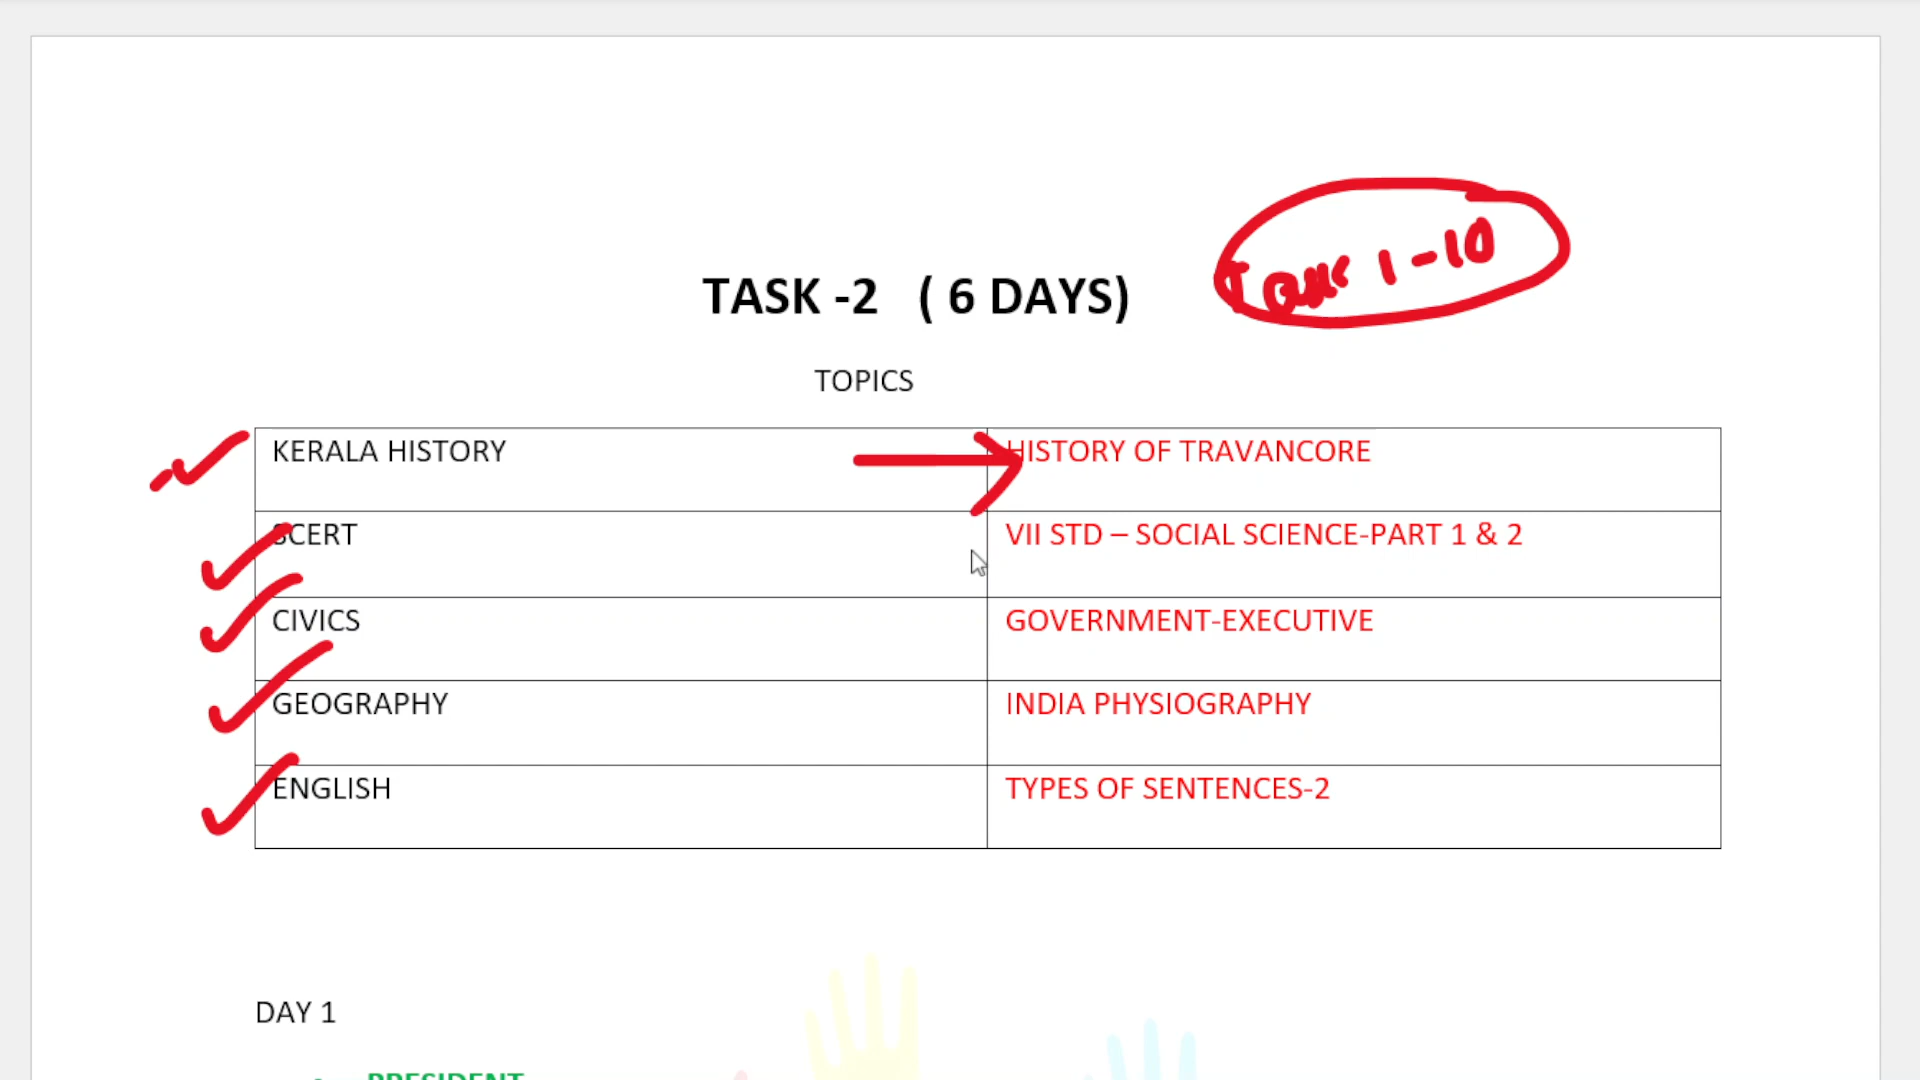 Task 1-10
TASK -2 ( 6 DAYS)
TOPICS
KERALA HISTORY HISTORY OF TRAVANCORE
SCERT VII STD – SOCIAL SCIENCE-PART 1 & 2
CIVICS GOVERNMENT-EXECUTIVE
GEOGRAPHY INDIA PHYSIOGRAPHY
ENGLISH TYPES OF SENTENCES-2
DAY 1
PRESIDENT